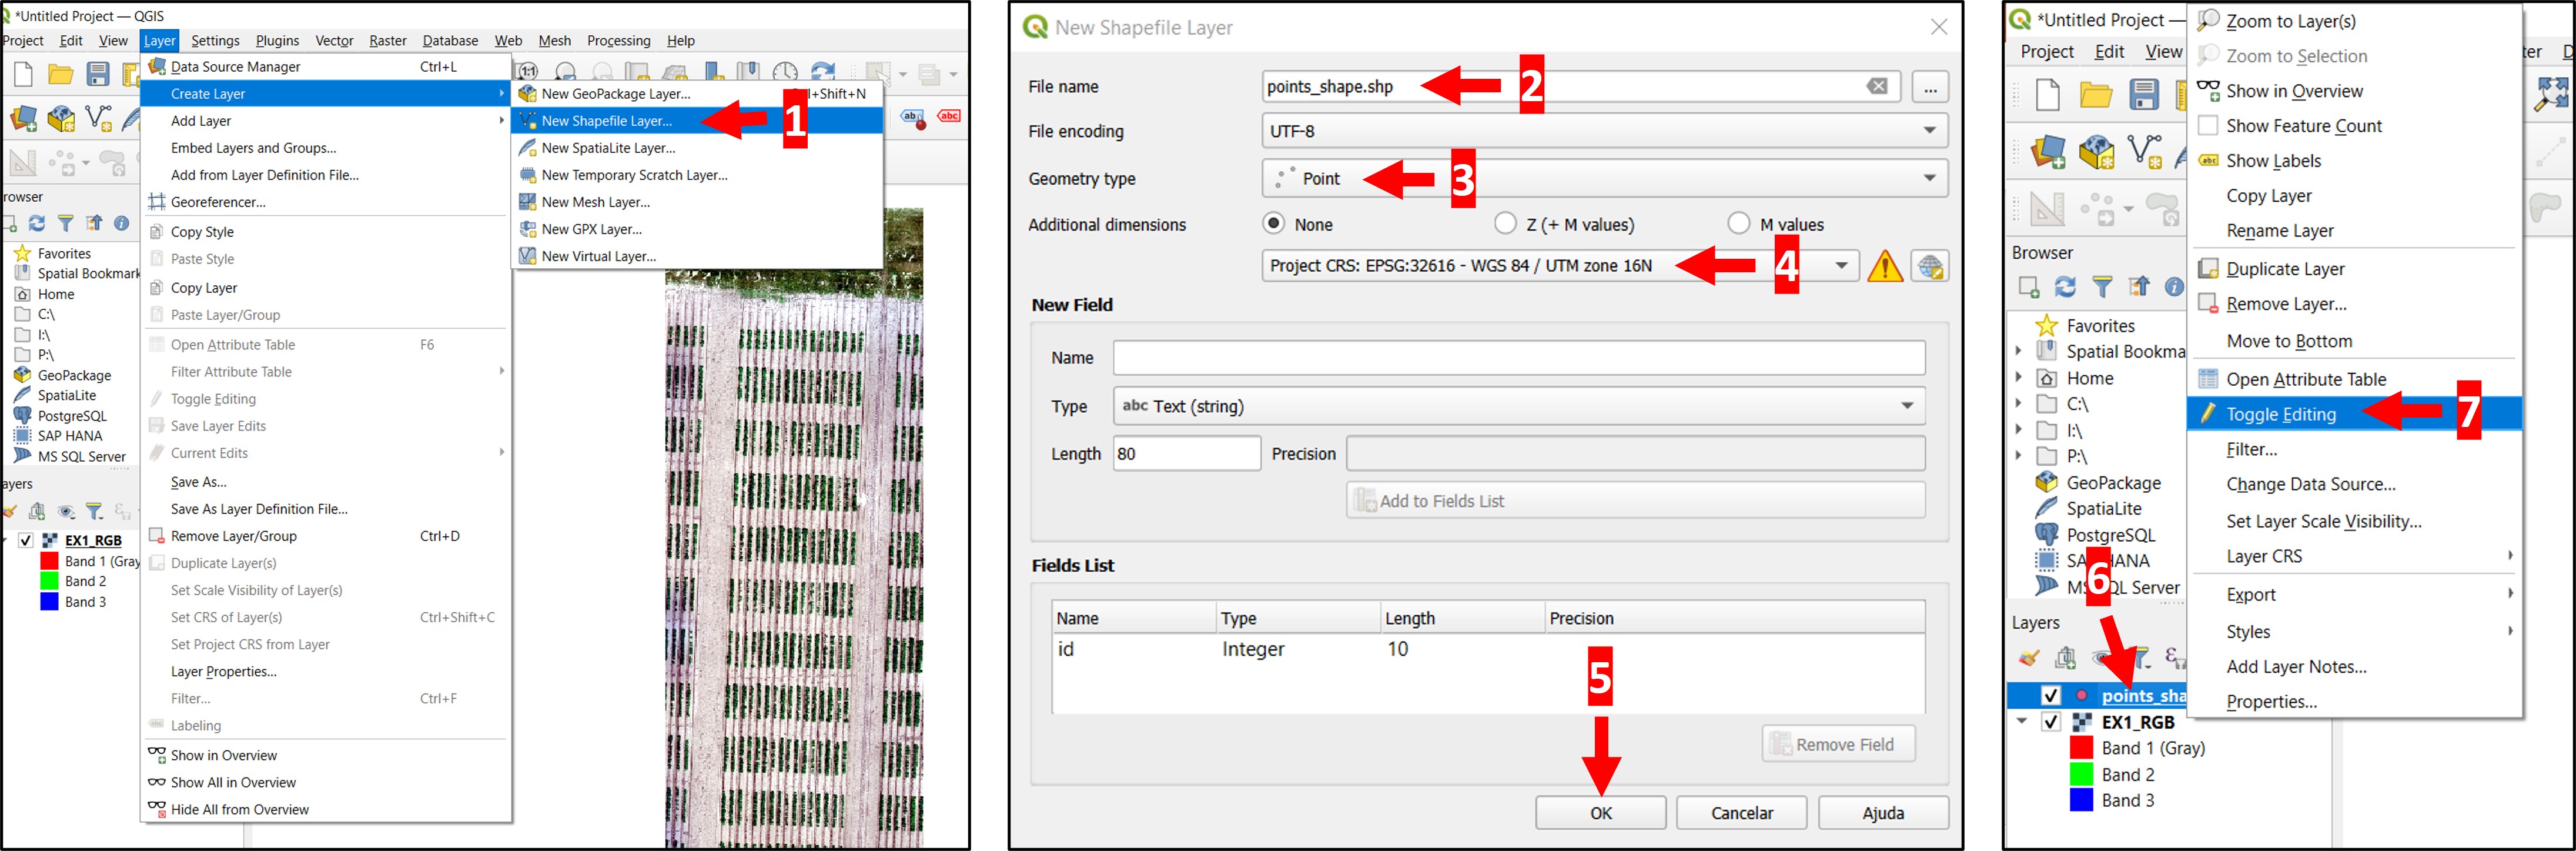 *Untitled Project — QGIS
Project Edit View Layer Settings Plugins Vector Raster Database Web Mesh Processing Help
Data Source Manager Ctrl+L
Create Layer
Add Layer
Embed Layers and Groups...
Add from Layer Definition File...
Georeferencer...
Copy Style
Paste Style
Copy Layer
Paste Layer/Group
Open Attribute Table F6
Filter Attribute Table
Toggle Editing
Save Layer Edits
Current Edits
Save As...
Save As Layer Definition File...
Remove Layer/Group Ctrl+D
Duplicate Layer(s)
Set Scale Visibility of Layer(s)
Set CRS of Layer(s) Ctrl+Shift+C
Set Project CRS from Layer
Layer Properties...
Filter... Ctrl+F
Labeling
Show in Overview
Show All in Overview
Hide All from Overview
New GeoPackage Layer... l+Shift+N
New Shapefile Layer...
New SpatiaLite Layer...
New Temporary Scratch Layer...
New Mesh Layer...
New GPX Layer...
New Virtual Layer...
1
1:1
ab
abc
rowser
Favorites
Spatial Bookmark
Home
C:\
I:\
P:\
GeoPackage
SpatiaLite
PostgreSQL
SAP HANA
MS SQL Server
ayers
EX1_RGB
Band 1 (Gray
Band 2
Band 3
New Shapefile Layer
File name points_shape.shp 2 ...
File encoding UTF-8
Geometry type Point 3
Additional dimensions None Z (+ M values) M values
Project CRS: EPSG:32616 - WGS 84 / UTM zone 16N 4
New Field
Name
Type abc Text (string)
Length 80 Precision
Add to Fields List
Fields List
Name Type Length Precision
id Integer 10
5
Remove Field
OK Cancelar Ajuda
*Untitled Project —
Project Edit View
ter D
Browser
Favorites
Spatial Bookma
Home
C:\
I:\
P:\
GeoPackage
SpatiaLite
PostgreSQL
SAP HANA
MS SQL Server
6
Layers
points_sha
EX1_RGB
Band 1 (Gray)
Band 2
Band 3
Zoom to Layer(s)
Zoom to Selection
Show in Overview
Show Feature Count
abc Show Labels
Copy Layer
Rename Layer
Duplicate Layer
Remove Layer...
Move to Bottom
Open Attribute Table
Toggle Editing 7
Filter...
Change Data Source...
Set Layer Scale Visibility...
Layer CRS
Export
Styles
Add Layer Notes...
Properties...